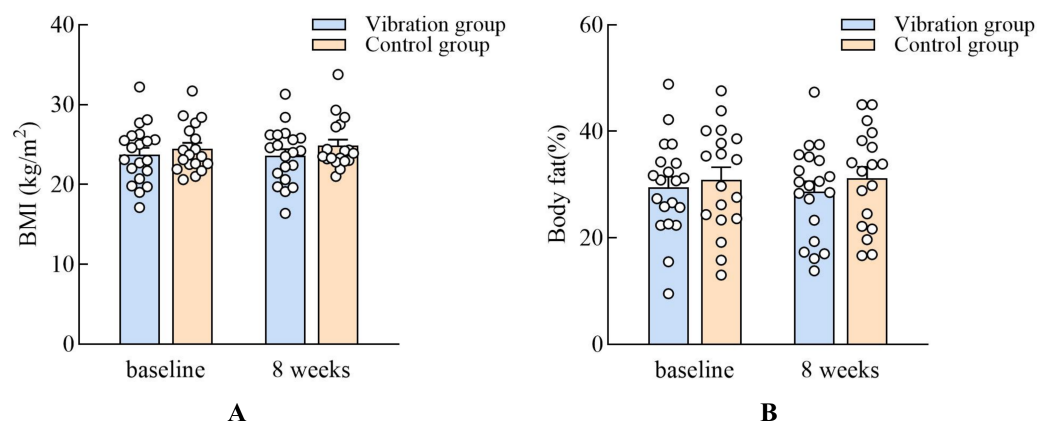 40
30
20
10
0
BMI (kg/m²)
Vibration group
Control group
baseline
8 weeks
A
60
40
20
0
Body fat(%)
Vibration group
Control group
baseline
8 weeks
B